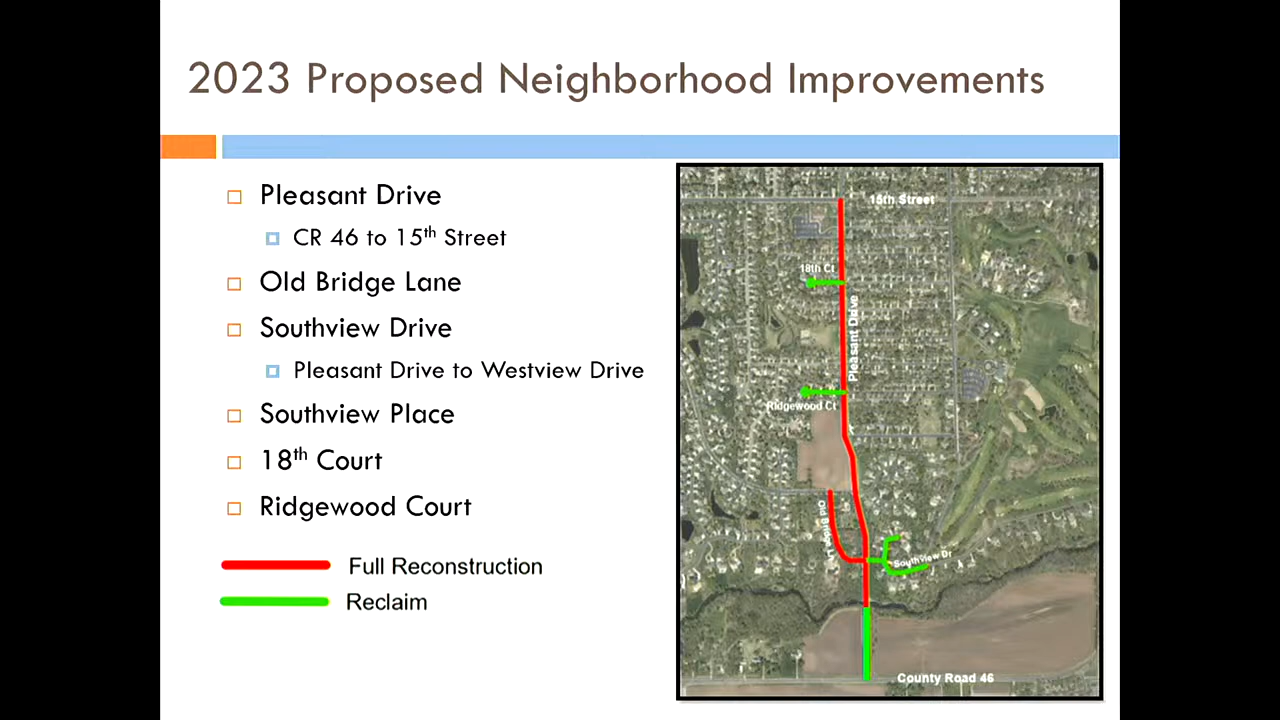 2023 Proposed Neighborhood Improvements
Pleasant Drive
CR 46 to 15th Street
Old Bridge Lane
Southview Drive
Pleasant Drive to Westview Drive
Southview Place
18th Court
Ridgewood Court
Full Reconstruction
Reclaim
15th Street
18th Ct
Pleasant Drive
Ridgewood Ct
Old Bridge Ln
Southview Dr
County Road 46